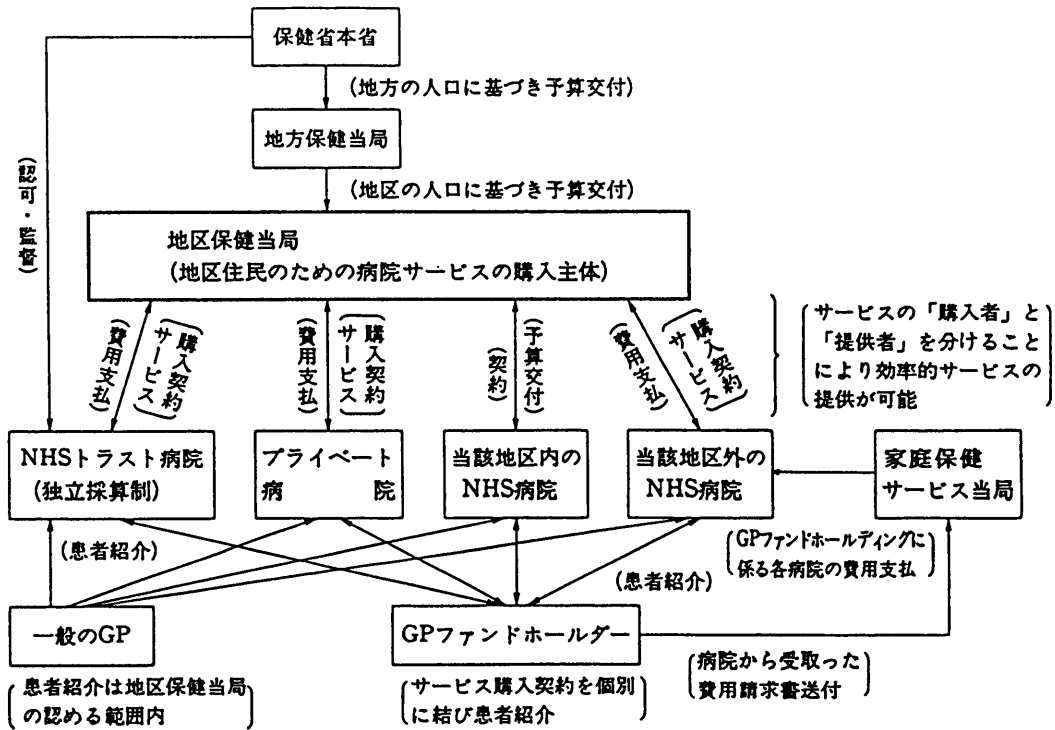 保健省本省
(地方の人口に基づき予算交付)
地方保健当局
(地区の人口に基づき予算交付)
(認可・監督)
地区保健当局
(地区住民のための病院サービスの購入主体)
(費用支払)
(サービス
購入契約)
(費用支払)
(サービス
購入契約)
(契約)
(予算交付)
(費用支払)
(サービス
購入契約)
サービスの「購入者」と
「提供者」を分けること
により効率的サービスの
提供が可能
NHSトラスト病院
(独立採算制)
プライベート
病院
当該地区内の
NHS病院
当該地区外の
NHS病院
家庭保健
サービス当局
(患者紹介)
(患者紹介)
(GPファンドホールディングに
係る各病院の費用支払)
一般のGP
GPファンドホールダー
(患者紹介は地区保健当局
の認める範囲内)
(サービス購入契約を個別
に結び患者紹介)
(病院から受取った
費用請求書送付)